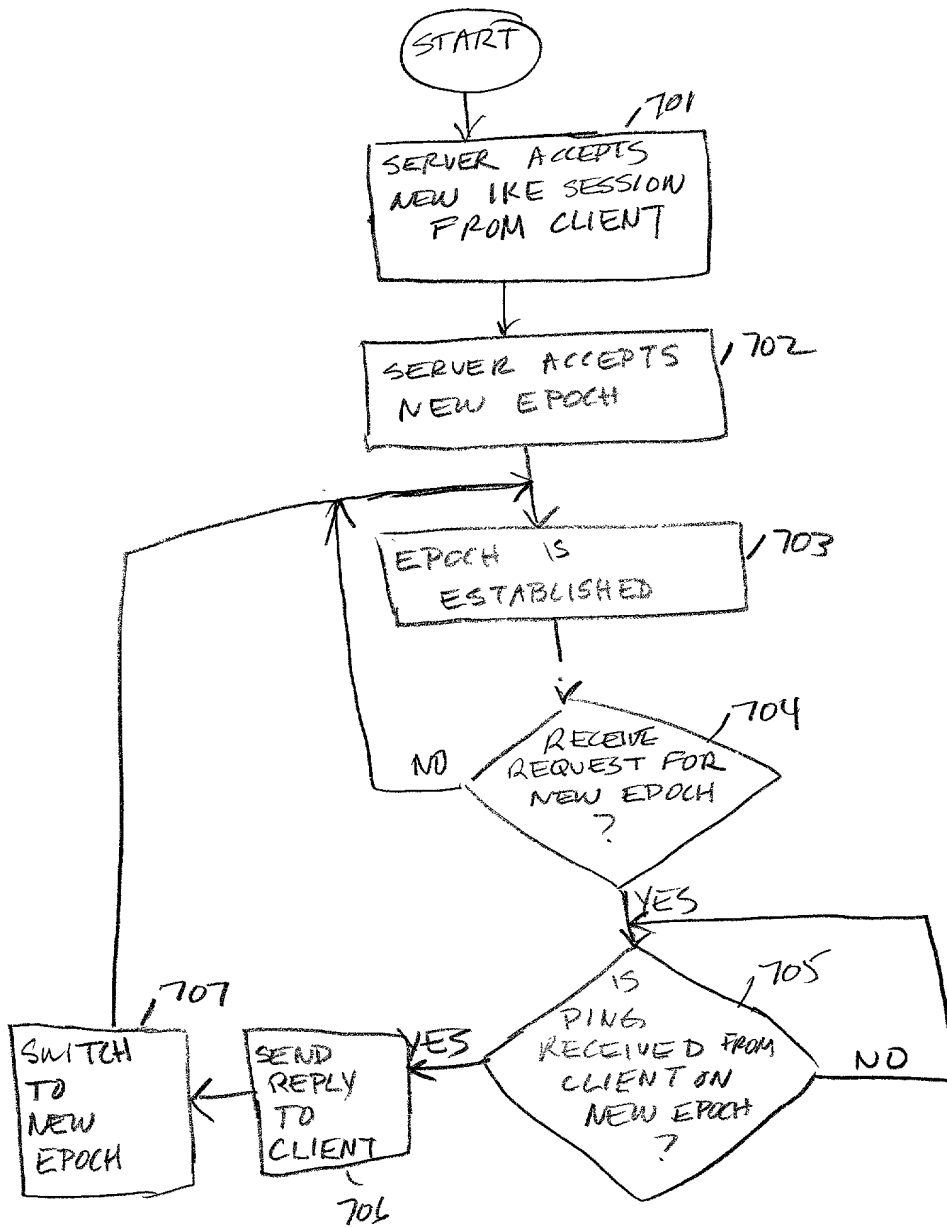 START
701
SERVER ACCEPTS
NEW IKE SESSION
FROM CLIENT
702
SERVER ACCEPTS
NEW EPOCH
703
EPOCH IS
ESTABLISHED
704
RECEIVE
REQUEST FOR
NEW EPOCH
?
NO
YES
705
IS
PING
RECEIVED FROM
CLIENT ON
NEW EPOCH
?
NO
YES
SEND
REPLY
TO
CLIENT
706
707
SWITCH
TO
NEW
EPOCH